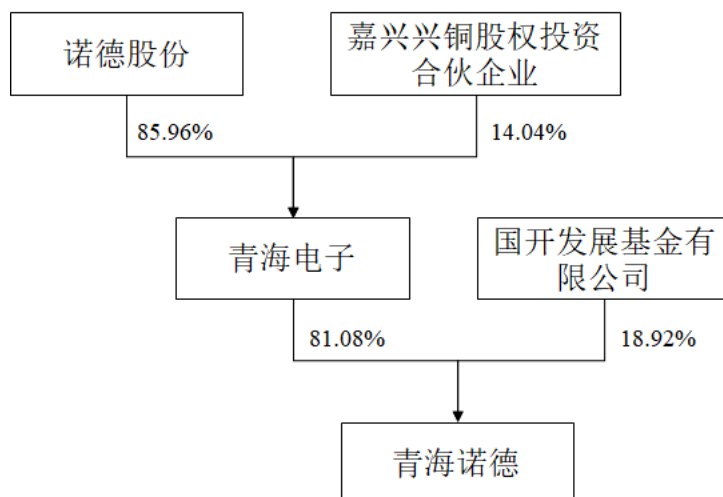 诺德股份
嘉兴兴铜股权投资
合伙企业
85.96%
14.04%
青海电子
国开发展基金有
限公司
81.08%
18.92%
青海诺德